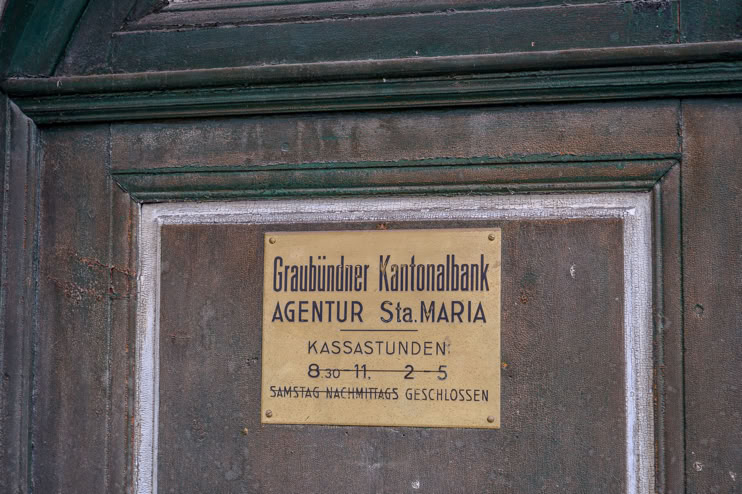 Graubündner Kantonalbank
AGENTUR Sta. MARIA
KASSASTUNDEN
8.30 - 11, 2 - 5
SAMSTAG NACHMITTAGS GESCHLOSSEN